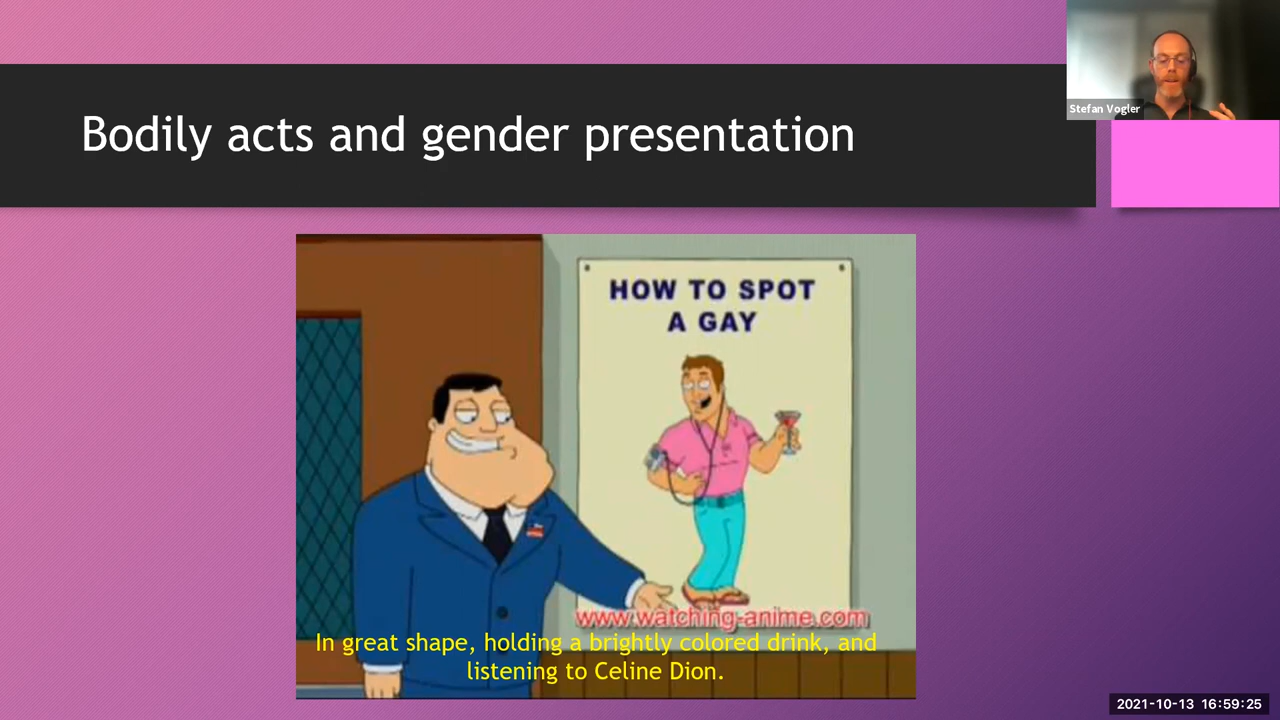 Stefan Vogler
Bodily acts and gender presentation
HOW TO SPOT
A GAY
www.watching-anime.com
In great shape, holding a brightly colored drink, and
listening to Celine Dion.
2021-10-13 16:59:25